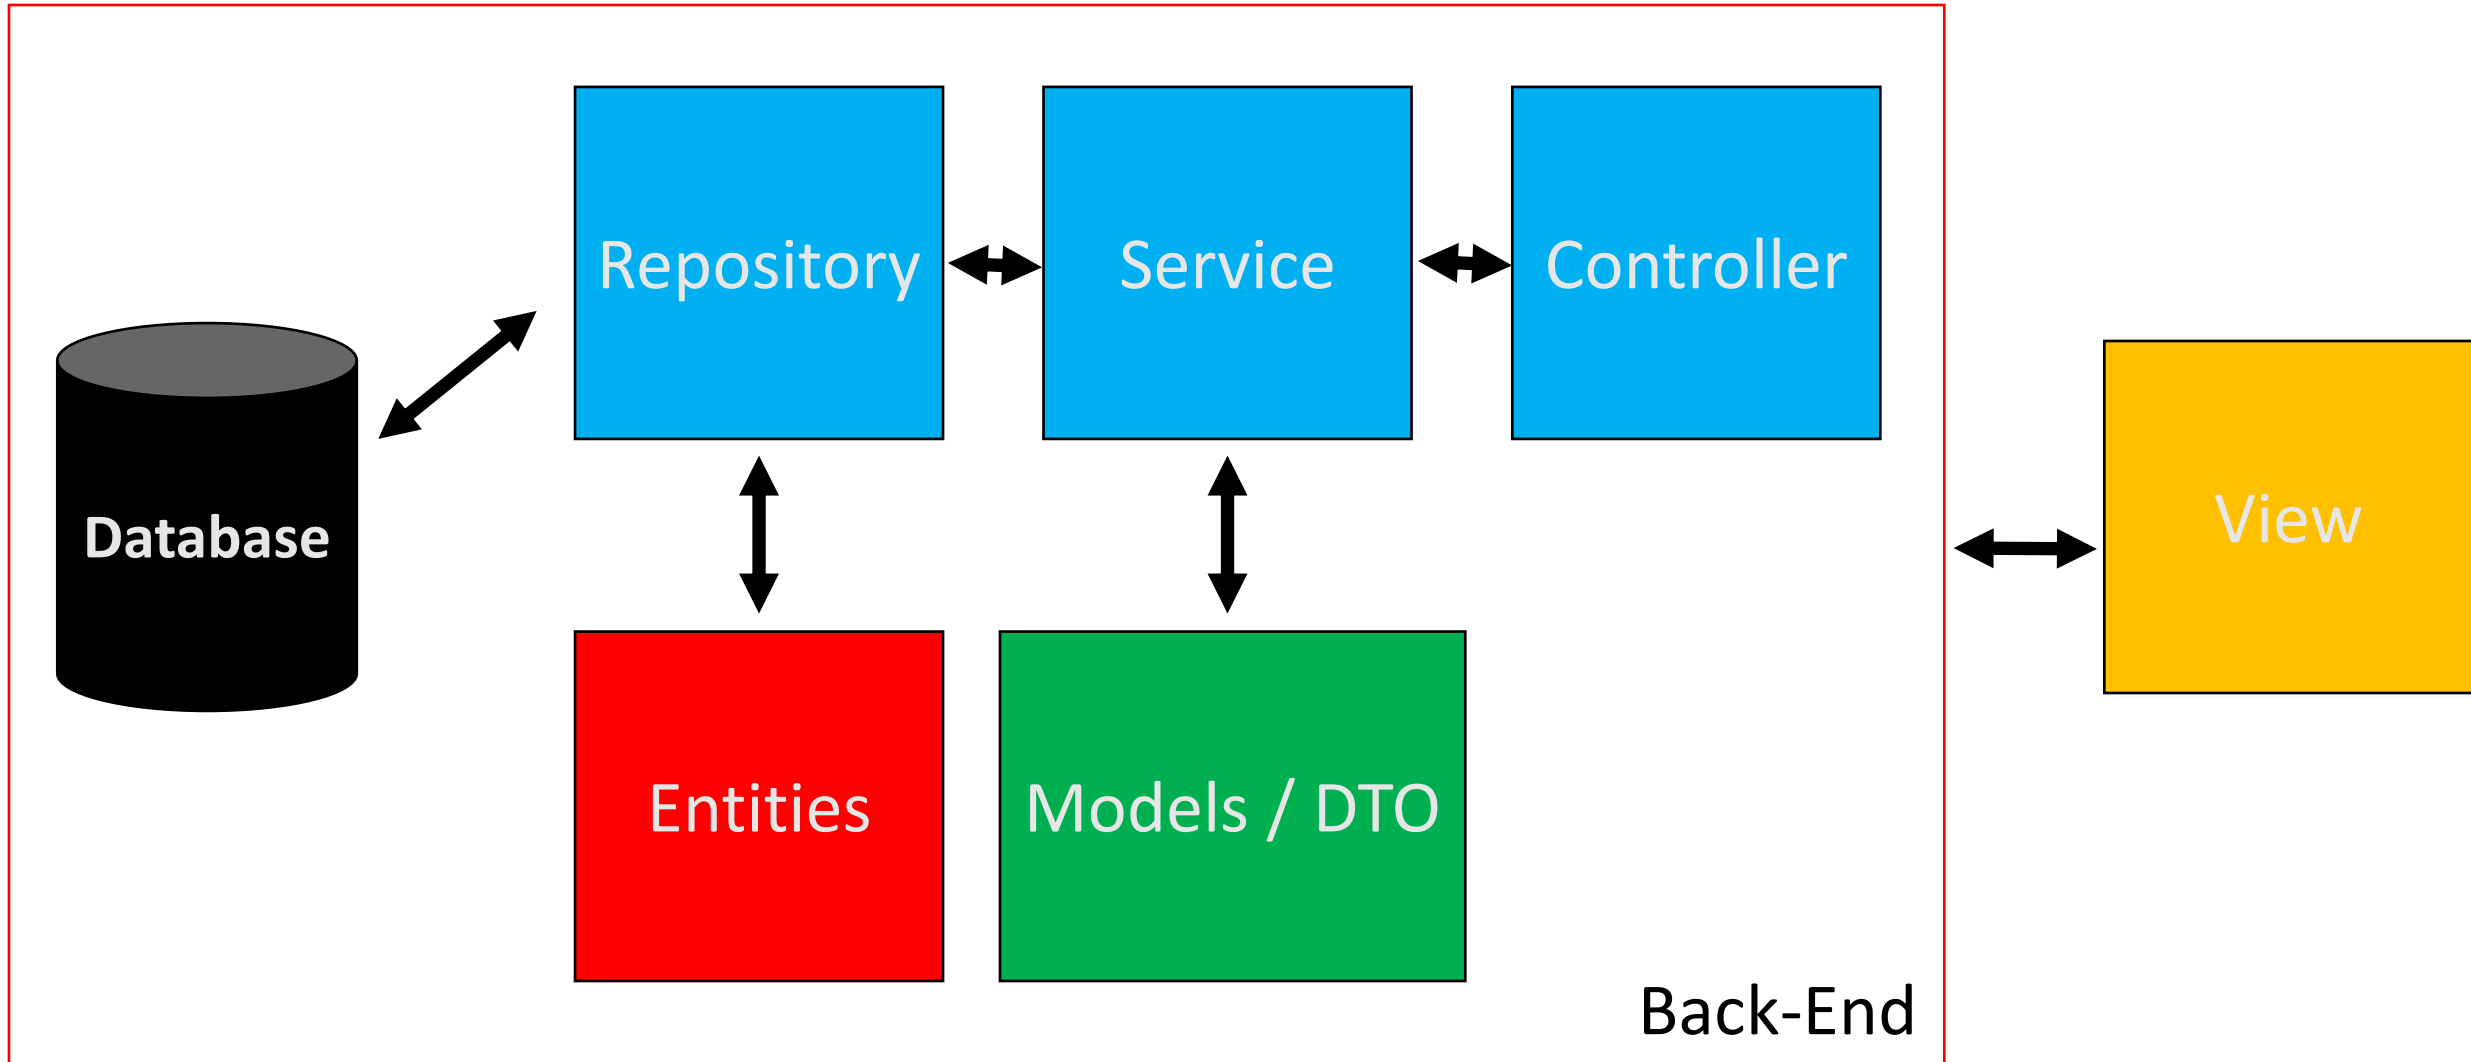 Repository
Service
Controller
Database
View
Entities
Models / DTO
Back-End